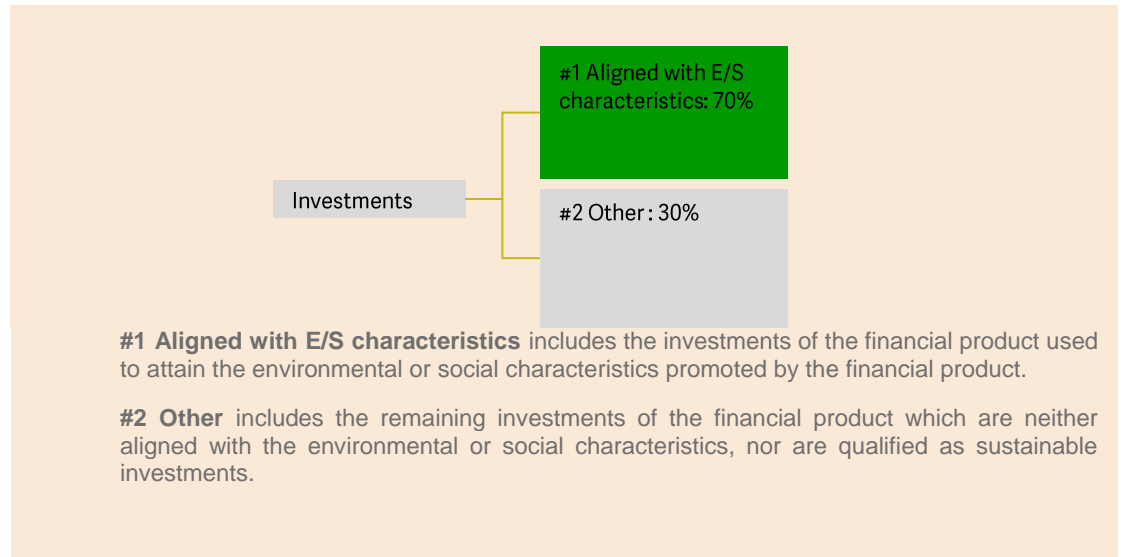 #1 Aligned with E/S
characteristics: 70%
Investments
#2 Other : 30%
#1 Aligned with E/S characteristics includes the investments of the financial product used
to attain the environmental or social characteristics promoted by the financial product.
#2 Other includes the remaining investments of the financial product which are neither
aligned with the environmental or social characteristics, nor are qualified as sustainable
investments.